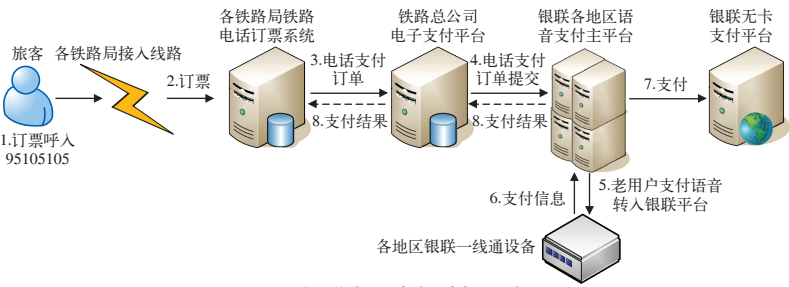 旅客
各铁路局接入线路
各铁路局铁路
电话订票系统
铁路总公司
电子支付平台
银联各地区语
音支付主平台
银联无卡
支付平台
1.订票呼入
95105105
2.订票
3.电话支付
订单
8.支付结果
4.电话支付
订单提交
8.支付结果
7.支付
6.支付信息
5.老用户支付语音
转入银联平台
各地区银联一线通设备